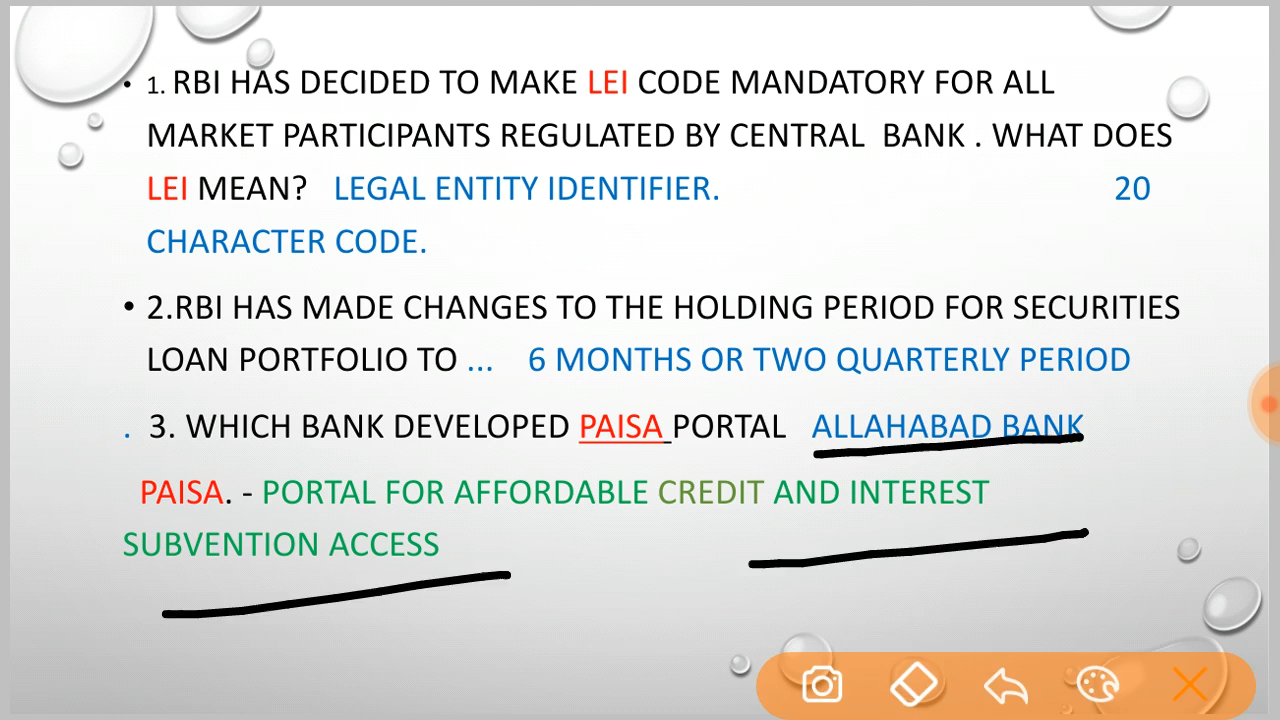 • 1. RBI HAS DECIDED TO MAKE LEI CODE MANDATORY FOR ALL
MARKET PARTICIPANTS REGULATED BY CENTRAL BANK . WHAT DOES
LEI MEAN? LEGAL ENTITY IDENTIFIER. 20
CHARACTER CODE.
• 2.RBI HAS MADE CHANGES TO THE HOLDING PERIOD FOR SECURITIES
LOAN PORTFOLIO TO ... 6 MONTHS OR TWO QUARTERLY PERIOD
. 3. WHICH BANK DEVELOPED PAISA PORTAL ALLAHABAD BANK
PAISA. - PORTAL FOR AFFORDABLE CREDIT AND INTEREST
SUBVENTION ACCESS